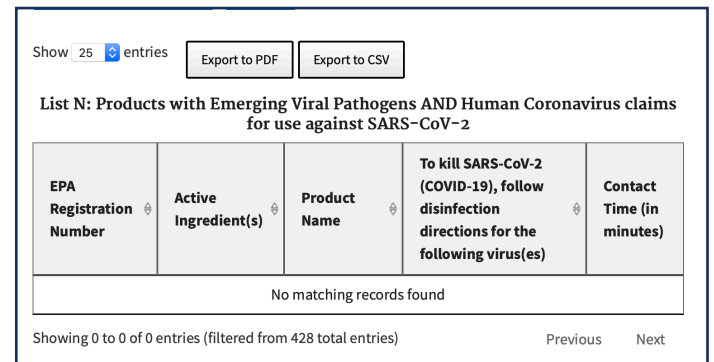 Show 25 entries Export to PDF Export to CSV
List N: Products with Emerging Viral Pathogens AND Human Coronavirus claims
for use against SARS-CoV-2
EPA
Registration
Number
Active
Ingredient(s)
Product
Name
To kill SARS-CoV-2
(COVID-19), follow
disinfection
directions for the
following virus(es)
Contact
Time (in
minutes)
No matching records found
Showing 0 to 0 of 0 entries (filtered from 428 total entries) Previous Next